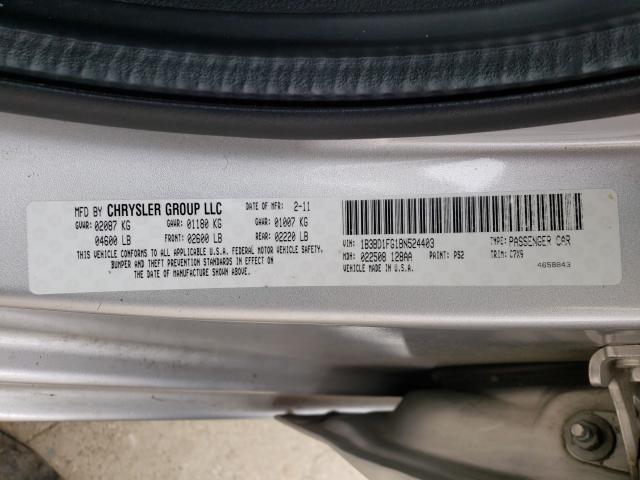 MFD BY CHRYSLER GROUP LLC DATE OF MFR: 2-11
GVWR: 02087 KG GAWR: 01180 KG GAWR: 01007 KG
04600 LB FRONT: 02600 LB REAR: 02220 LB
THIS VEHICLE CONFORMS TO ALL APPLICABLE U.S.A. FEDERAL MOTOR VEHICLE SAFETY,
BUMPER AND THEFT PREVENTION STANDARDS IN EFFECT
ON THE DATE OF MANUFACTURE SHOWN ABOVE.
VIN: 1B3BD1FG1BN524403 TYPE: PASSENGER CAR
MDH: 022508 128AA PAINT: PS2 TRIM: C7X9
VEHICLE MADE IN U.S.A. 4658843